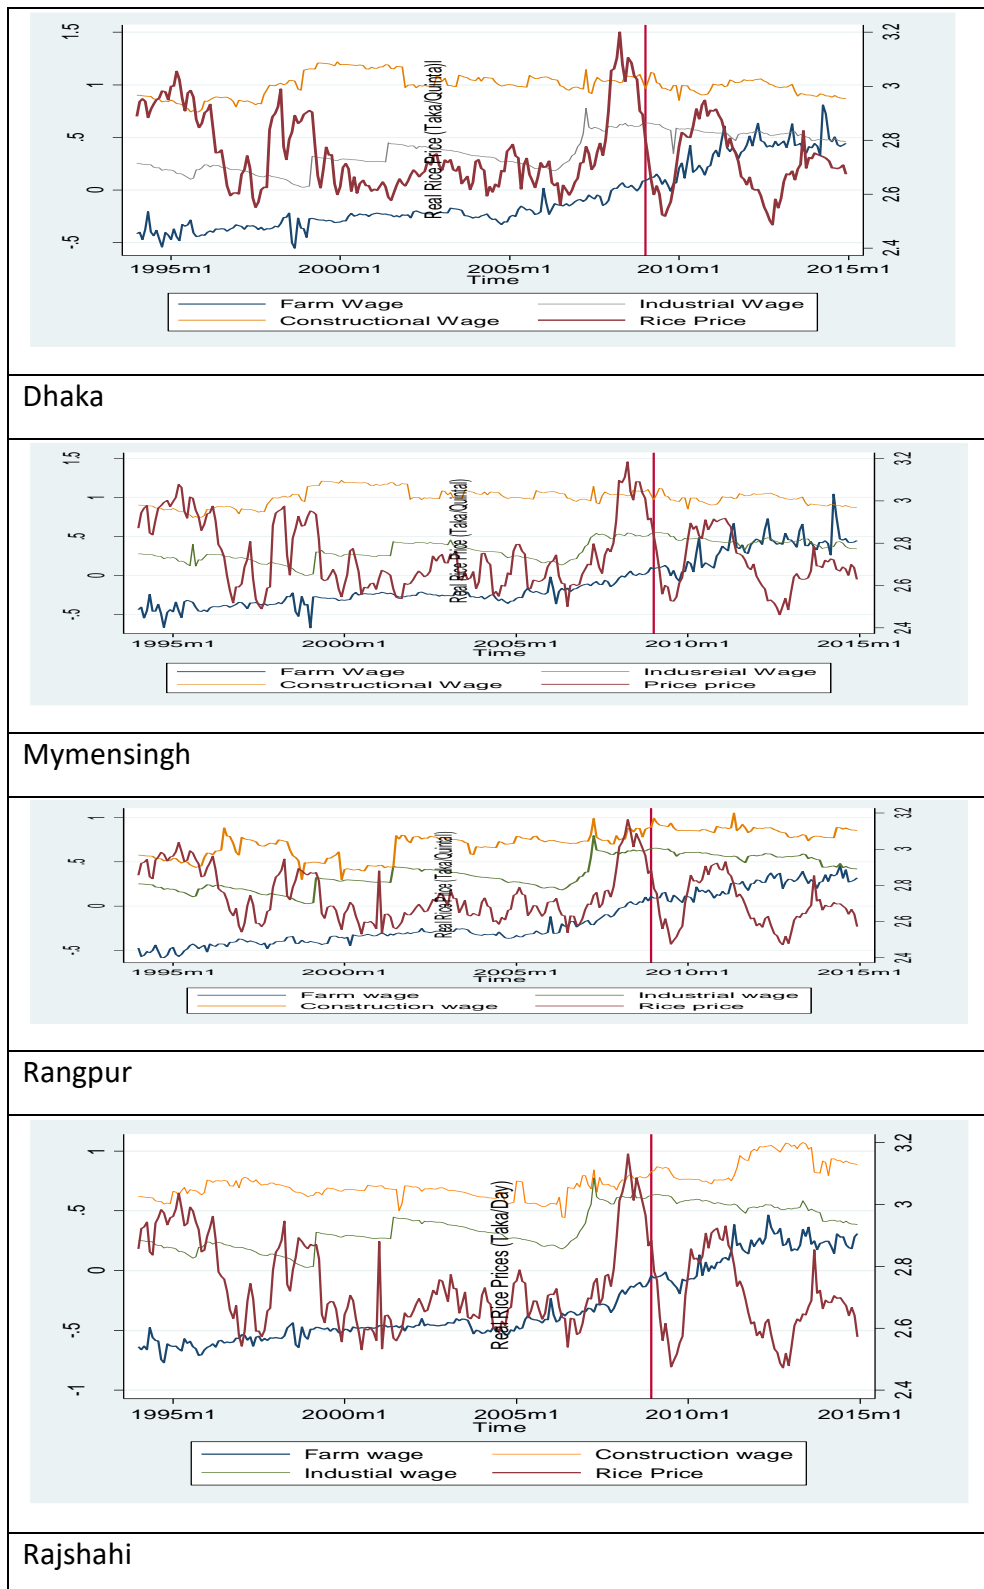 1.5
1
.5
0
-.5
Real Rice Price (Taka/Quintal)l
3.2
3
2.8
2.6
2.4
1995m1 2000m1 2005m1 2010m1 2015m1
Time
Farm Wage Industrial Wage
Constructional Wage Rice Price
Dhaka
1.5
1
.5
0
-.5
Real Rice Price (Taka/Quintal)
3.2
3
2.8
2.6
2.4
1995m1 2000m1 2005m1 2010m1 2015m1
Time
Farm Wage Indusreial Wage
Constructional Wage Price price
Mymensingh
1
.5
0
-.5
Real Rice Price (Taka/Quintal)
3.2
3
2.8
2.6
2.4
1995m1 2000m1 2005m1 2010m1 2015m1
Time
Farm wage Industrial wage
Construction wage Rice price
Rangpur
1
.5
0
-.5
-1
Real Rice Prices (Taka/Day)
3.2
3
2.8
2.6
2.4
1995m1 2000m1 2005m1 2010m1 2015m1
Time
Farm wage Construction wage
Industial wage Rice Price
Rajshahi